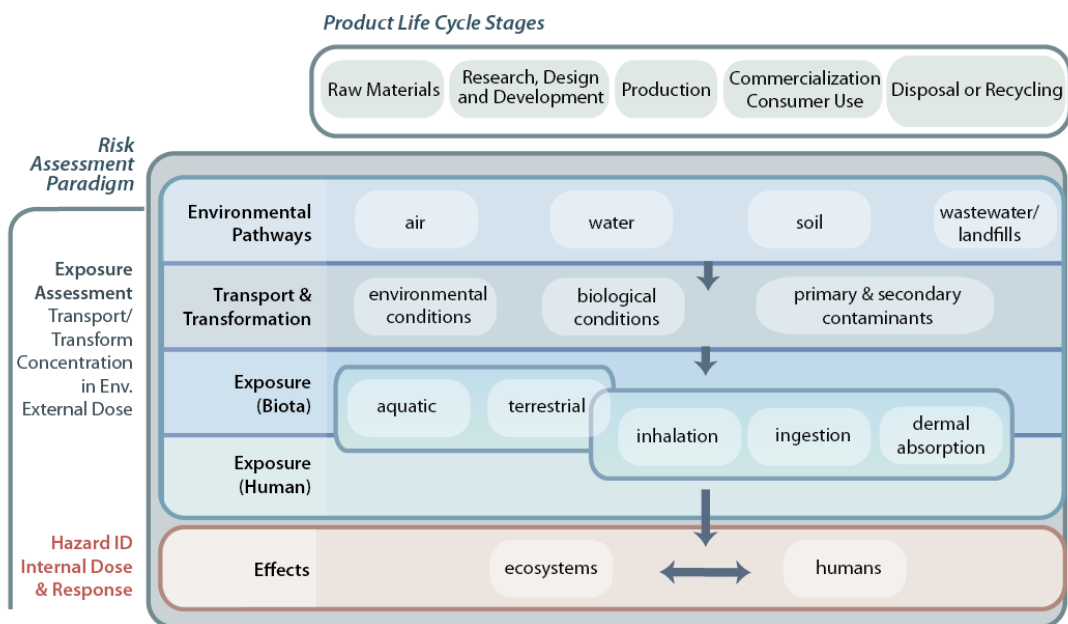 Product Life Cycle Stages
Raw Materials
Research, Design
and Development
Production
Commercialization
Consumer Use
Disposal or Recycling
Risk
Assessment
Paradigm
Exposure
Assessment
Transport/
Transform
Concentration
in Env.
External Dose
Environmental
Pathways
air
water
soil
wastewater/
landfills
Transport &
Transformation
environmental
conditions
biological
conditions
primary & secondary
contaminants
Exposure
(Biota)
aquatic
terrestrial
inhalation
ingestion
dermal
absorption
Exposure
(Human)
Hazard ID
Internal Dose
& Response
Effects
ecosystems
humans